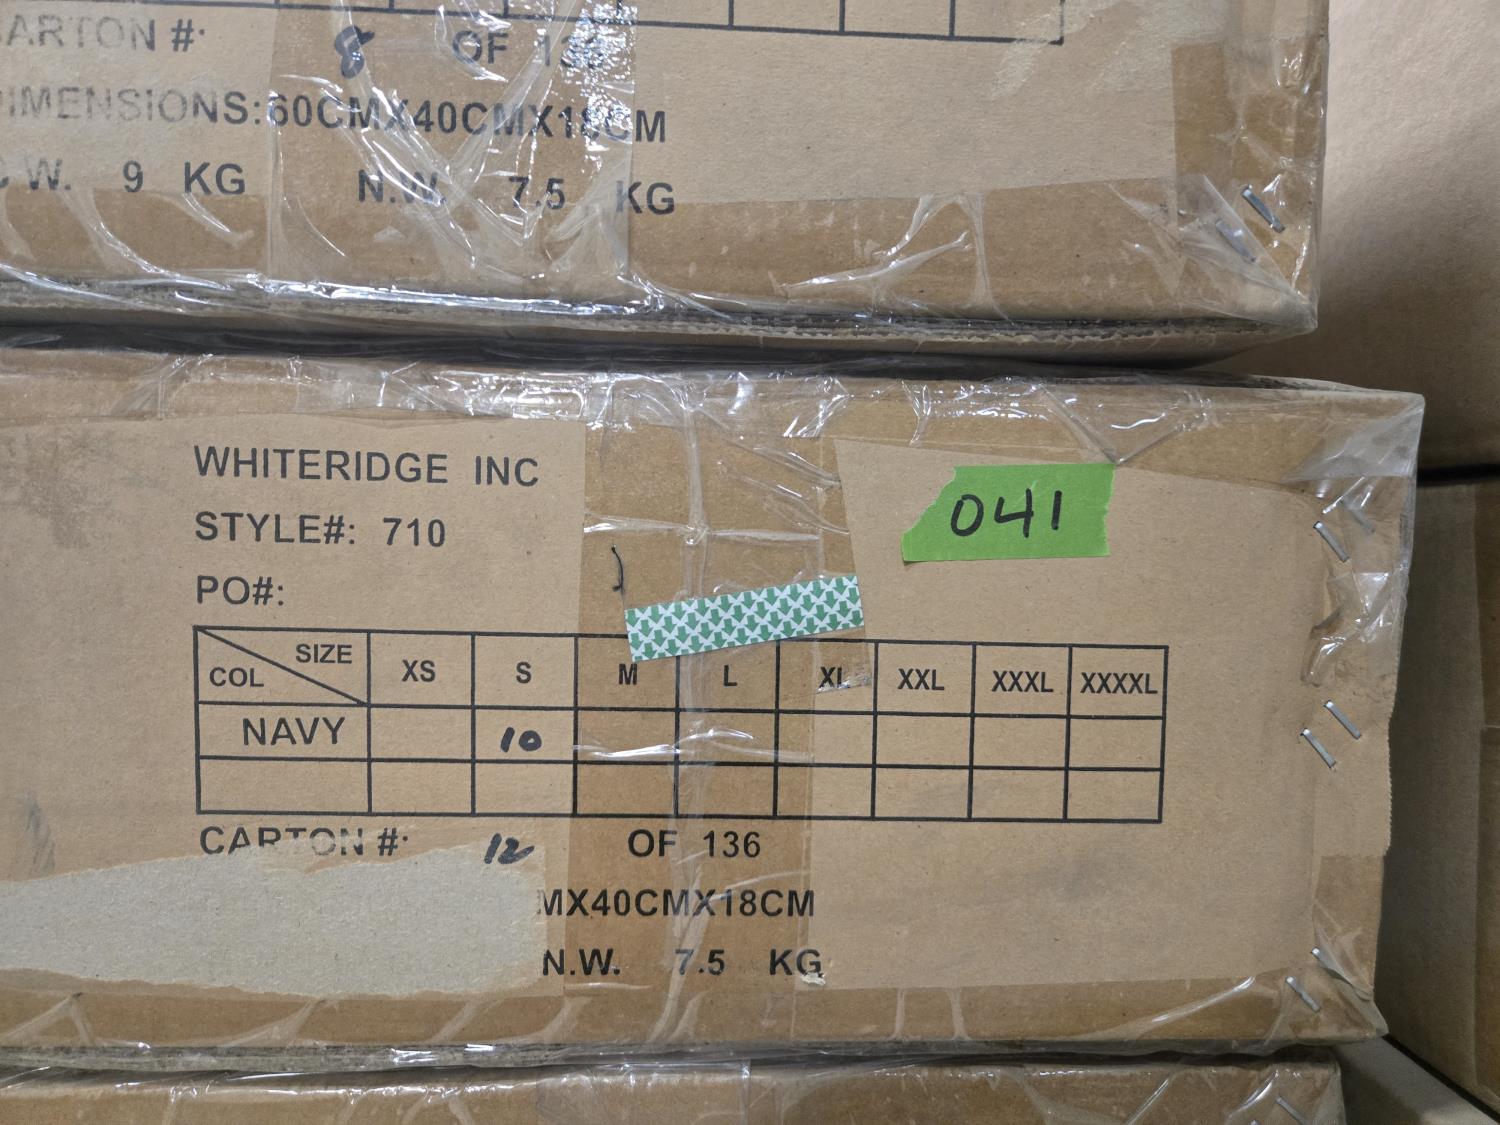 ARTON #: 8 OF 136
DIMENSIONS:60CMX40CMX18CM
W. 9 KG N.W. 7.5 KG
WHITERIDGE INC
041
STYLE#: 710
PO#:
SIZE
COL XS S M L XL XXL XXXL XXXXL
NAVY 10
CARTON #: 12 OF 136
MX40CMX18CM
N.W. 7.5 KG